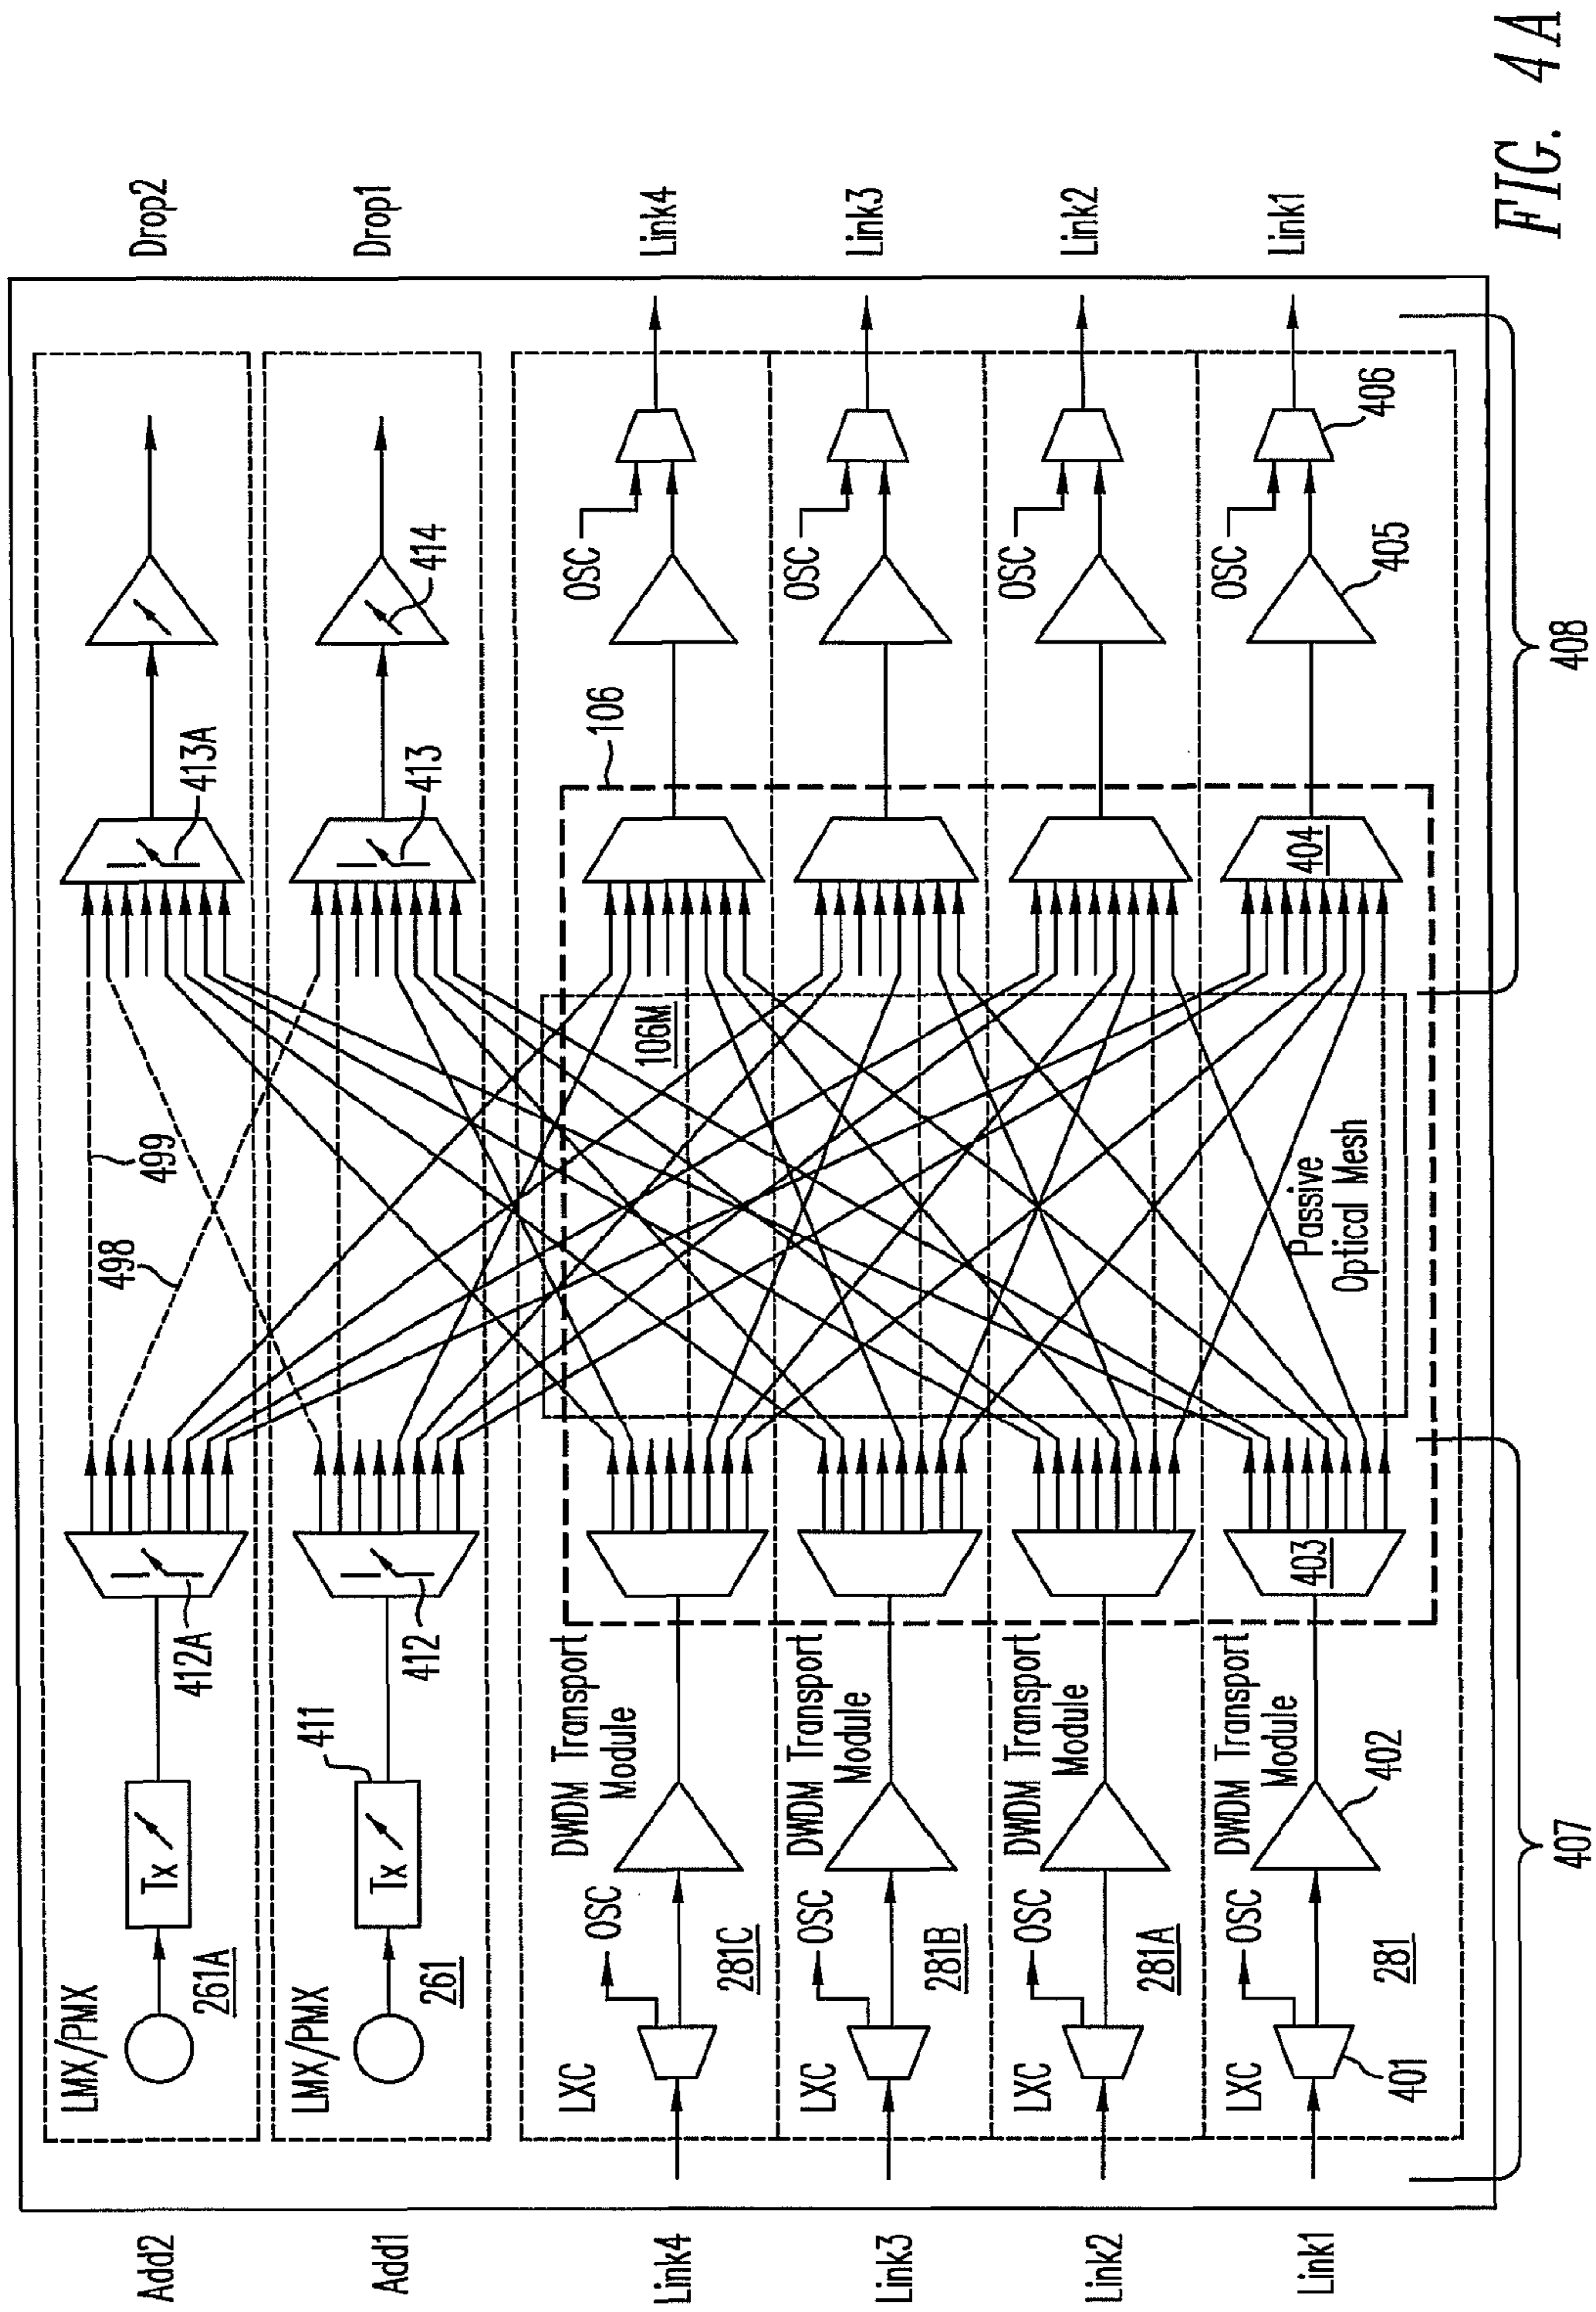 Add2
LMX/PMX
261A
Tx
412A
498
499
413A
Drop2
Add1
LMX/PMX
261
Tx
411
412
413
414
Drop1
Link4
LXC
OSC
281C
DWDM Transport
Module
106M
106
OSC
Link4
Link3
LXC
OSC
281B
DWDM Transport
Module
OSC
Link3
Link2
LXC
OSC
281A
DWDM Transport
Module
OSC
Link2
Link1
LXC
401
OSC
281
DWDM Transport
Module
402
403
Passive
Optical Mesh
404
405
OSC
406
Link1
407
408
FIG. 4A